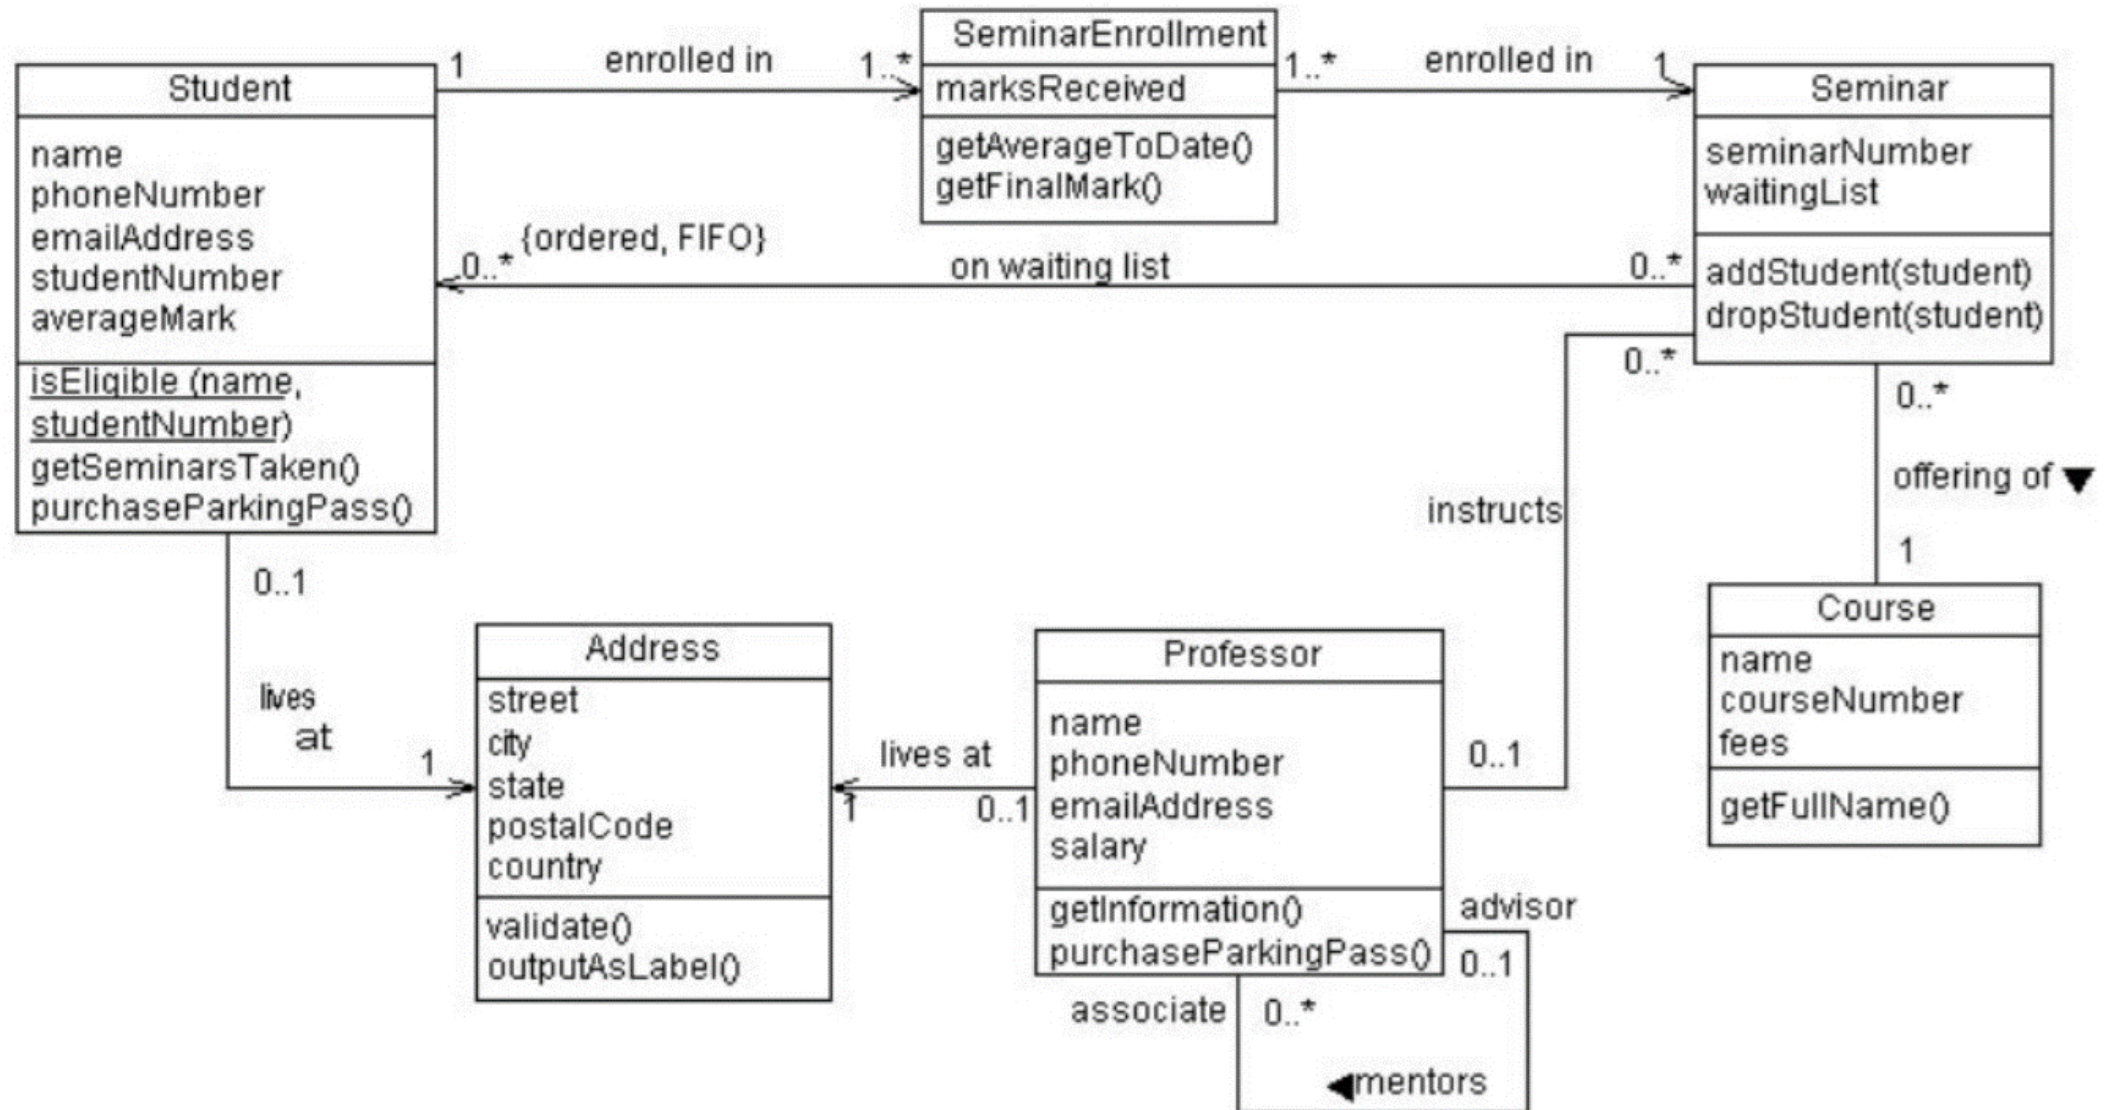 Student
name
phoneNumber
emailAddress
studentNumber
averageMark
isEligible (name,
studentNumber)
getSeminarsTaken()
purchaseParkingPass()
1
enrolled in
1..*
SeminarEnrollment
marksReceived
getAverageToDate()
getFinalMark()
1..*
enrolled in
1
Seminar
seminarNumber
waitingList
addStudent(student)
dropStudent(student)
0..*
{ordered, FIFO}
on waiting list
0..*
0..*
instructs
0..1
0..*
offering of
1
Course
name
courseNumber
fees
getFullName()
0..1
lives
at
1
Address
street
city
state
postalCode
country
validate()
outputAsLabel()
lives at
1
0..1
Professor
name
phoneNumber
emailAddress
salary
getInformation()
purchaseParkingPass()
advisor
0..1
associate
0..*
mentors